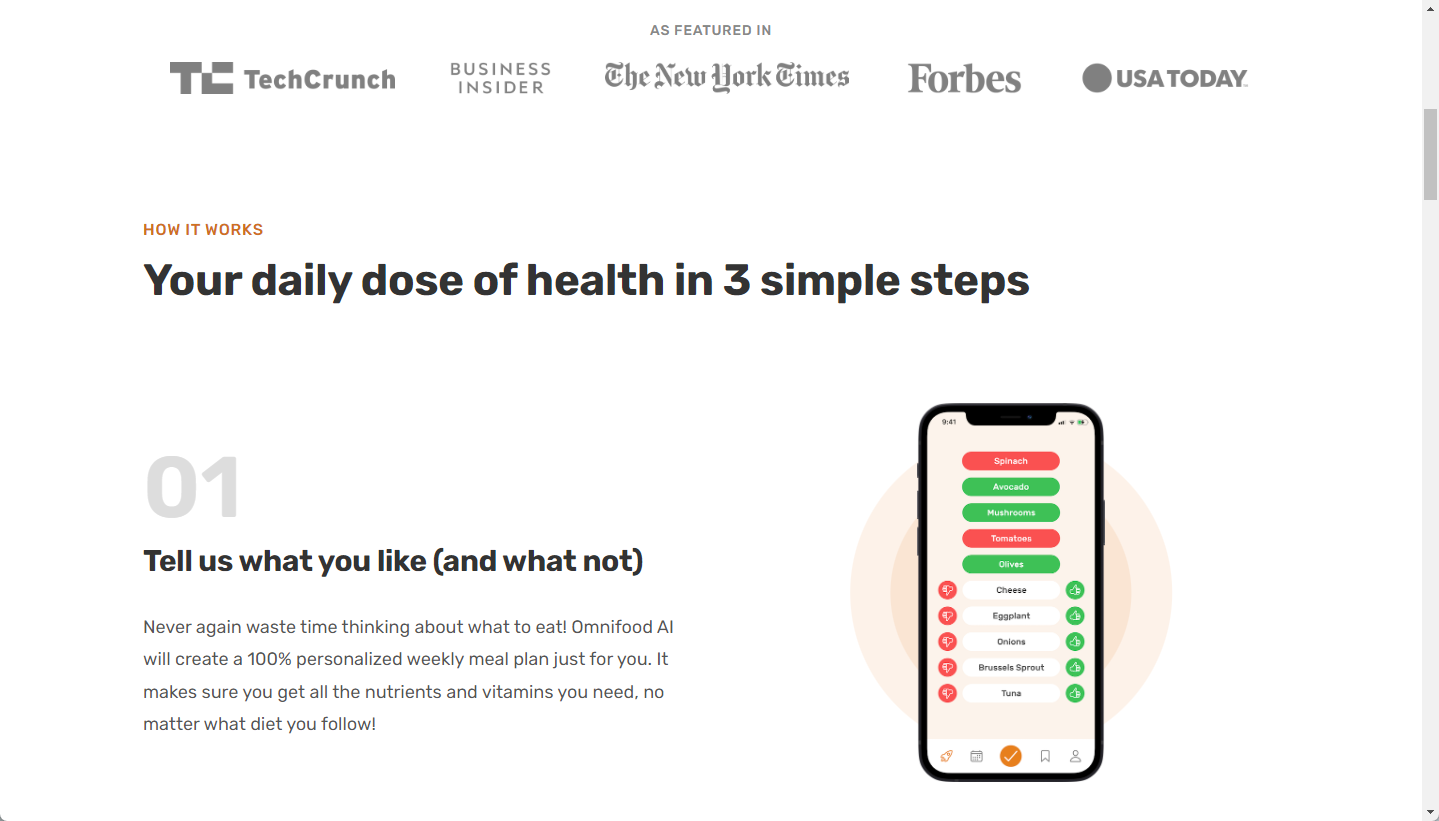 AS FEATURED IN
TC TechCrunch
BUSINESS
INSIDER
The New York Times
Forbes
USA TODAY
HOW IT WORKS
Your daily dose of health in 3 simple steps
01
Tell us what you like (and what not)
Never again waste time thinking about what to eat! Omnifood AI
will create a 100% personalized weekly meal plan just for you. It
makes sure you get all the nutrients and vitamins you need, no
matter what diet you follow!
9:41
Spinach
Avocado
Mushrooms
Tomatoes
Olives
Cheese
Eggplant
Onions
Brussels Sprout
Tuna